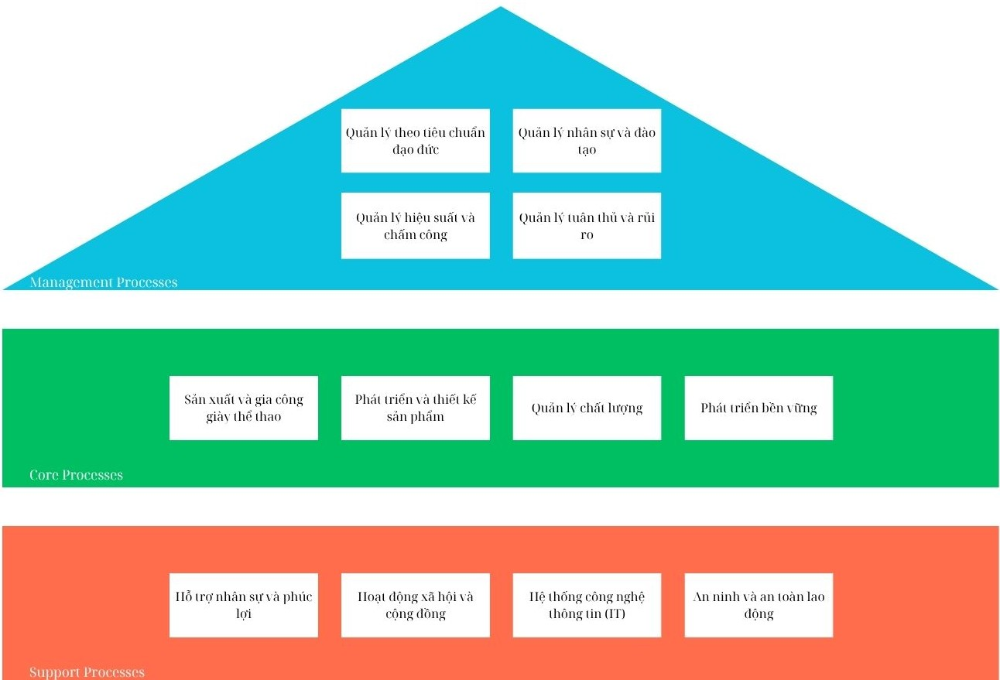 Quản lý theo tiêu chuẩn
đạo đức
Quản lý nhân sự và đào
tạo
Quản lý hiệu suất và
chấm công
Quản lý tuân thủ và rủi
ro
Management Processes
Sản xuất và gia công
giày thể thao
Phát triển và thiết kế
sản phẩm
Quản lý chất lượng
Phát triển bền vững
Core Processes
Hỗ trợ nhân sự và phúc
lợi
Hoạt động xã hội và
cộng đồng
Hệ thống công nghệ
thông tin (IT)
An ninh và an toàn lao
động
Support Processes